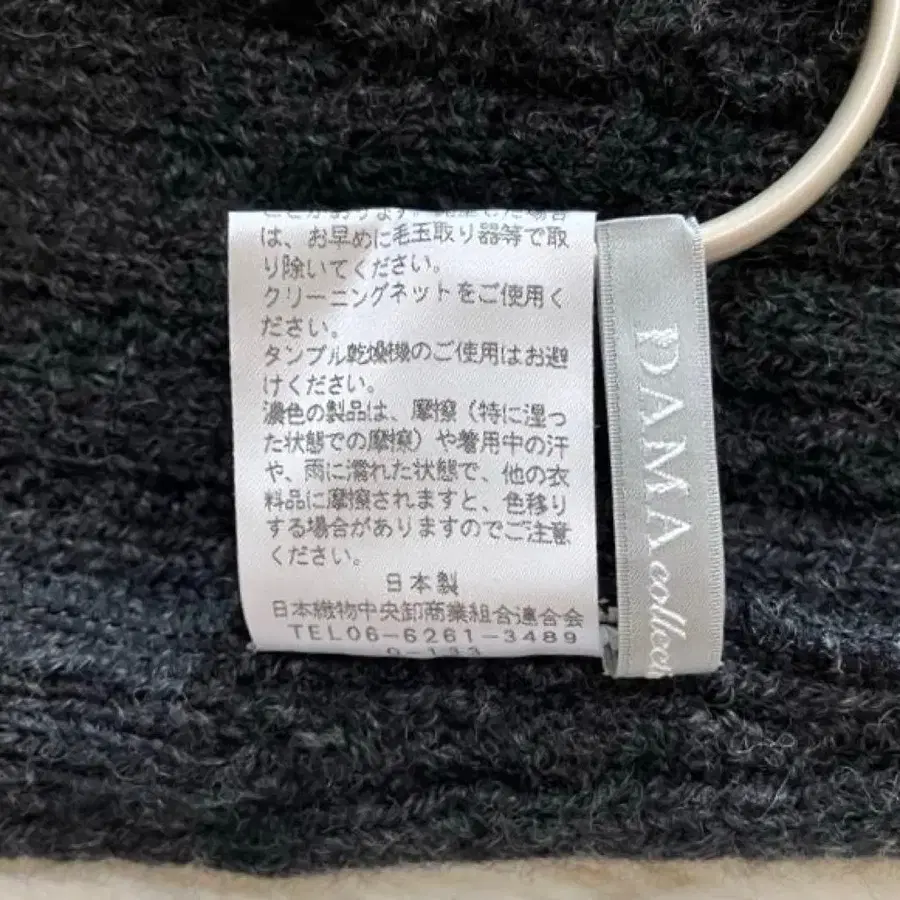 は、お早めに毛玉取り器等で取
り除いてください。
クリーニングネットをご使用く
ださい。
タンブル乾燥機のご使用はお避
けください。
濃色の製品は、摩擦（特に湿っ
た状態での摩擦）や着用中の汗
や、雨に濡れた状態で、他の衣
料品に摩擦されますと、色移り
する場合がありますのでご注意
ください。
日本製
日本織物中央卸商業組合連合会
TEL06-6261-3489
DAMA collec